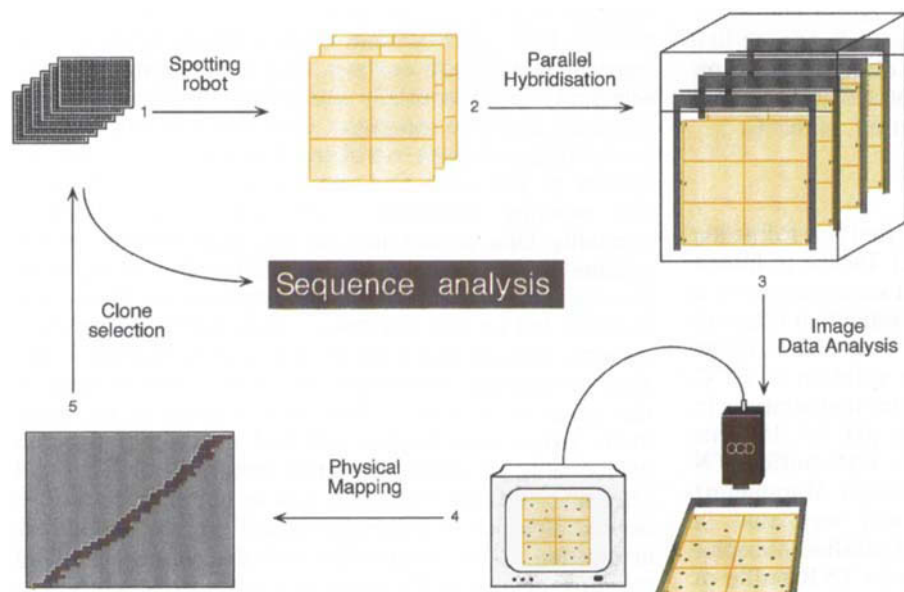 Spotting
robot
1
2
Parallel
Hybridisation
3
Sequence analysis
Clone
selection
Image
Data Analysis
5
CCD
Physical
Mapping
4